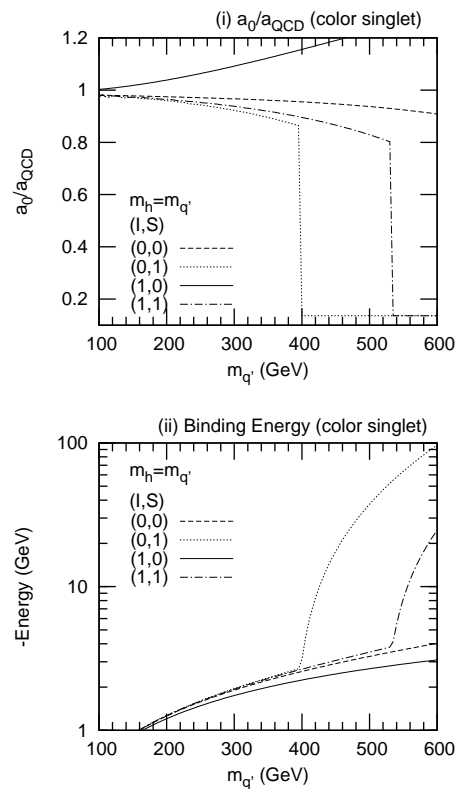 (i) a0/aQCD (color singlet)
1.2
1
0.8
0.6
0.4
0.2
a0/aQCD
mh=mq'
(I,S)
(0,0)
(0,1)
(1,0)
(1,1)
100 200 300 400 500 600
mq' (GeV)
(ii) Binding Energy (color singlet)
100
10
1
-Energy (GeV)
mh=mq'
(I,S)
(0,0)
(0,1)
(1,0)
(1,1)
100 200 300 400 500 600
mq' (GeV)